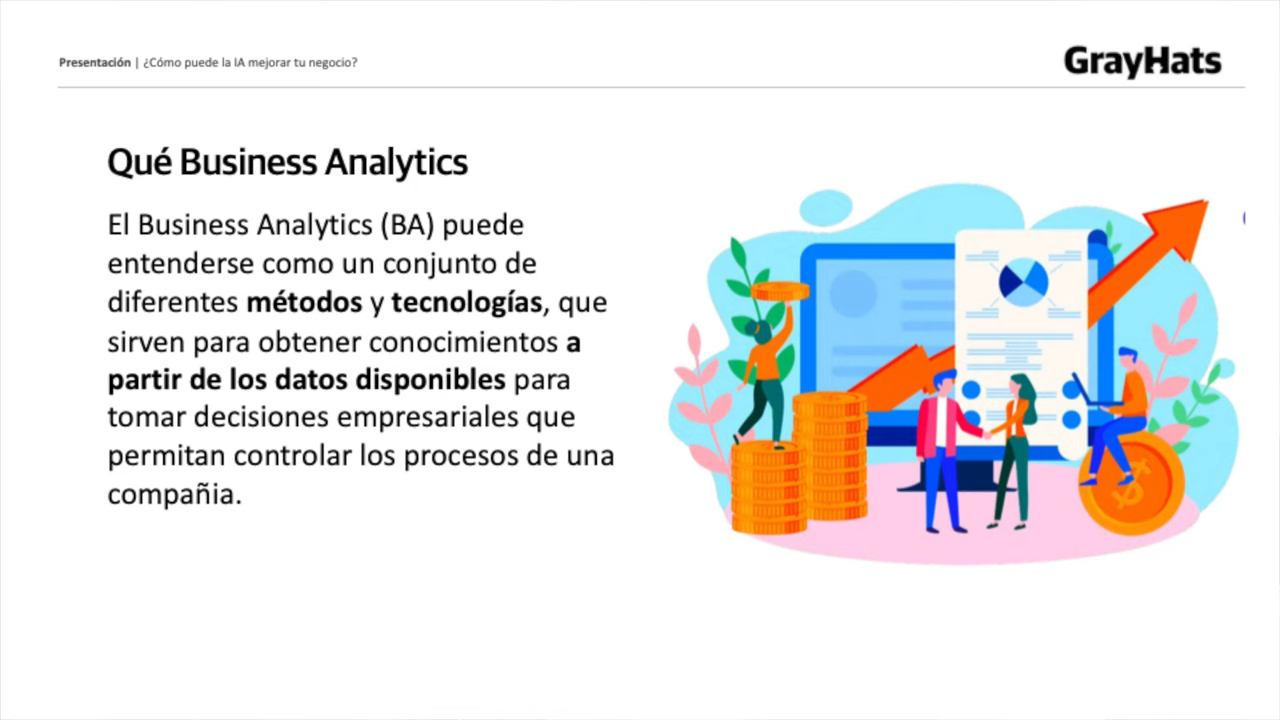 Presentación | ¿Cómo puede la IA mejorar tu negocio?
GrayHats
Qué Business Analytics
El Business Analytics (BA) puede
entenderse como un conjunto de
diferentes métodos y tecnologías, que
sirven para obtener conocimientos a
partir de los datos disponibles para
tomar decisiones empresariales que
permitan controlar los procesos de una
compañia.